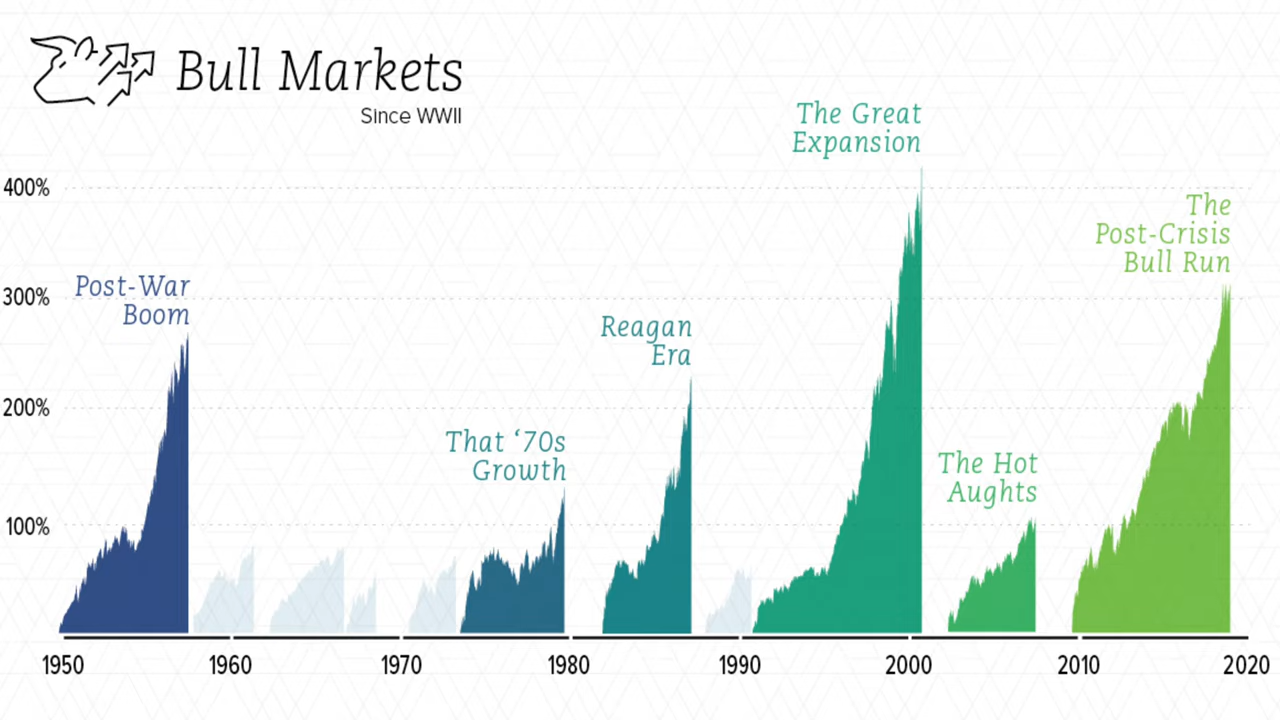 Bull Markets
Since WWII
The Great
Expansion
400%
The
Post-Crisis
Bull Run
Post-War
Boom
300%
Reagan
Era
200%
That ‘70s
Growth
The Hot
Aughts
100%
1950
1960
1970
1980
1990
2000
2010
2020